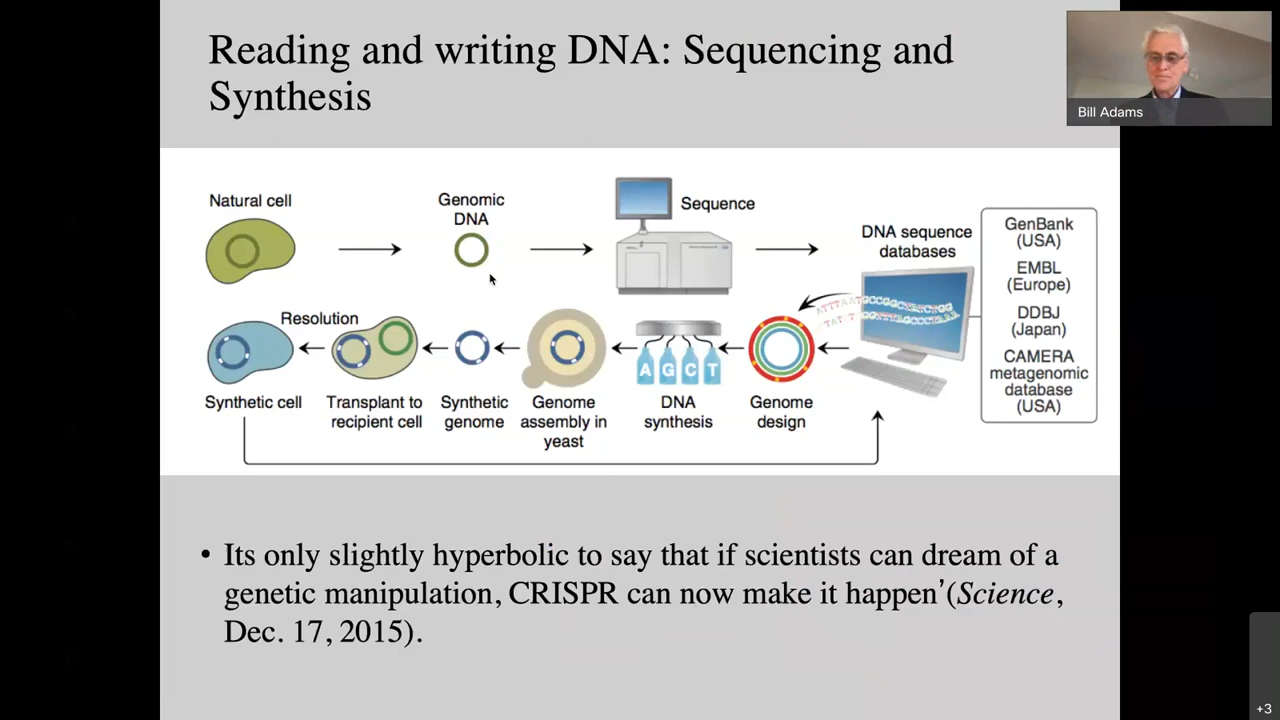 Reading and writing DNA: Sequencing and
Synthesis
Bill Adams
Natural cell
Genomic
DNA
Sequence
DNA sequence
databases
GenBank
(USA)
EMBL
(Europe)
DDBJ
(Japan)
CAMERA
metagenomic
database
(USA)
Resolution
A G C T
Synthetic cell
Transplant to
recipient cell
Synthetic
genome
Genome
assembly in
yeast
DNA
synthesis
Genome
design
• Its only slightly hyperbolic to say that if scientists can dream of a
genetic manipulation, CRISPR can now make it happen’(Science,
Dec. 17, 2015).
+3